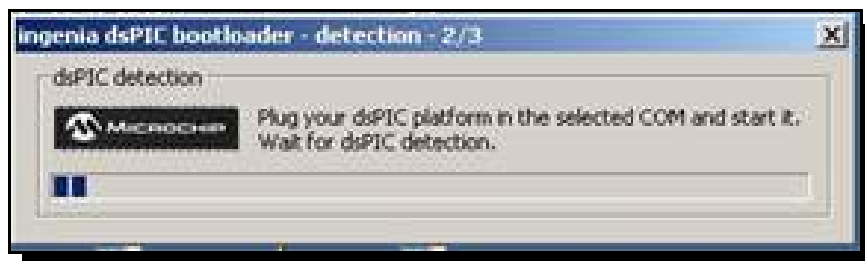 ingenia dsPIC bootloader - detection - 2/3
dsPIC detection
MICROCHIP
Plug your dsPIC platform in the selected COM and start it.
Wait for dsPIC detection.